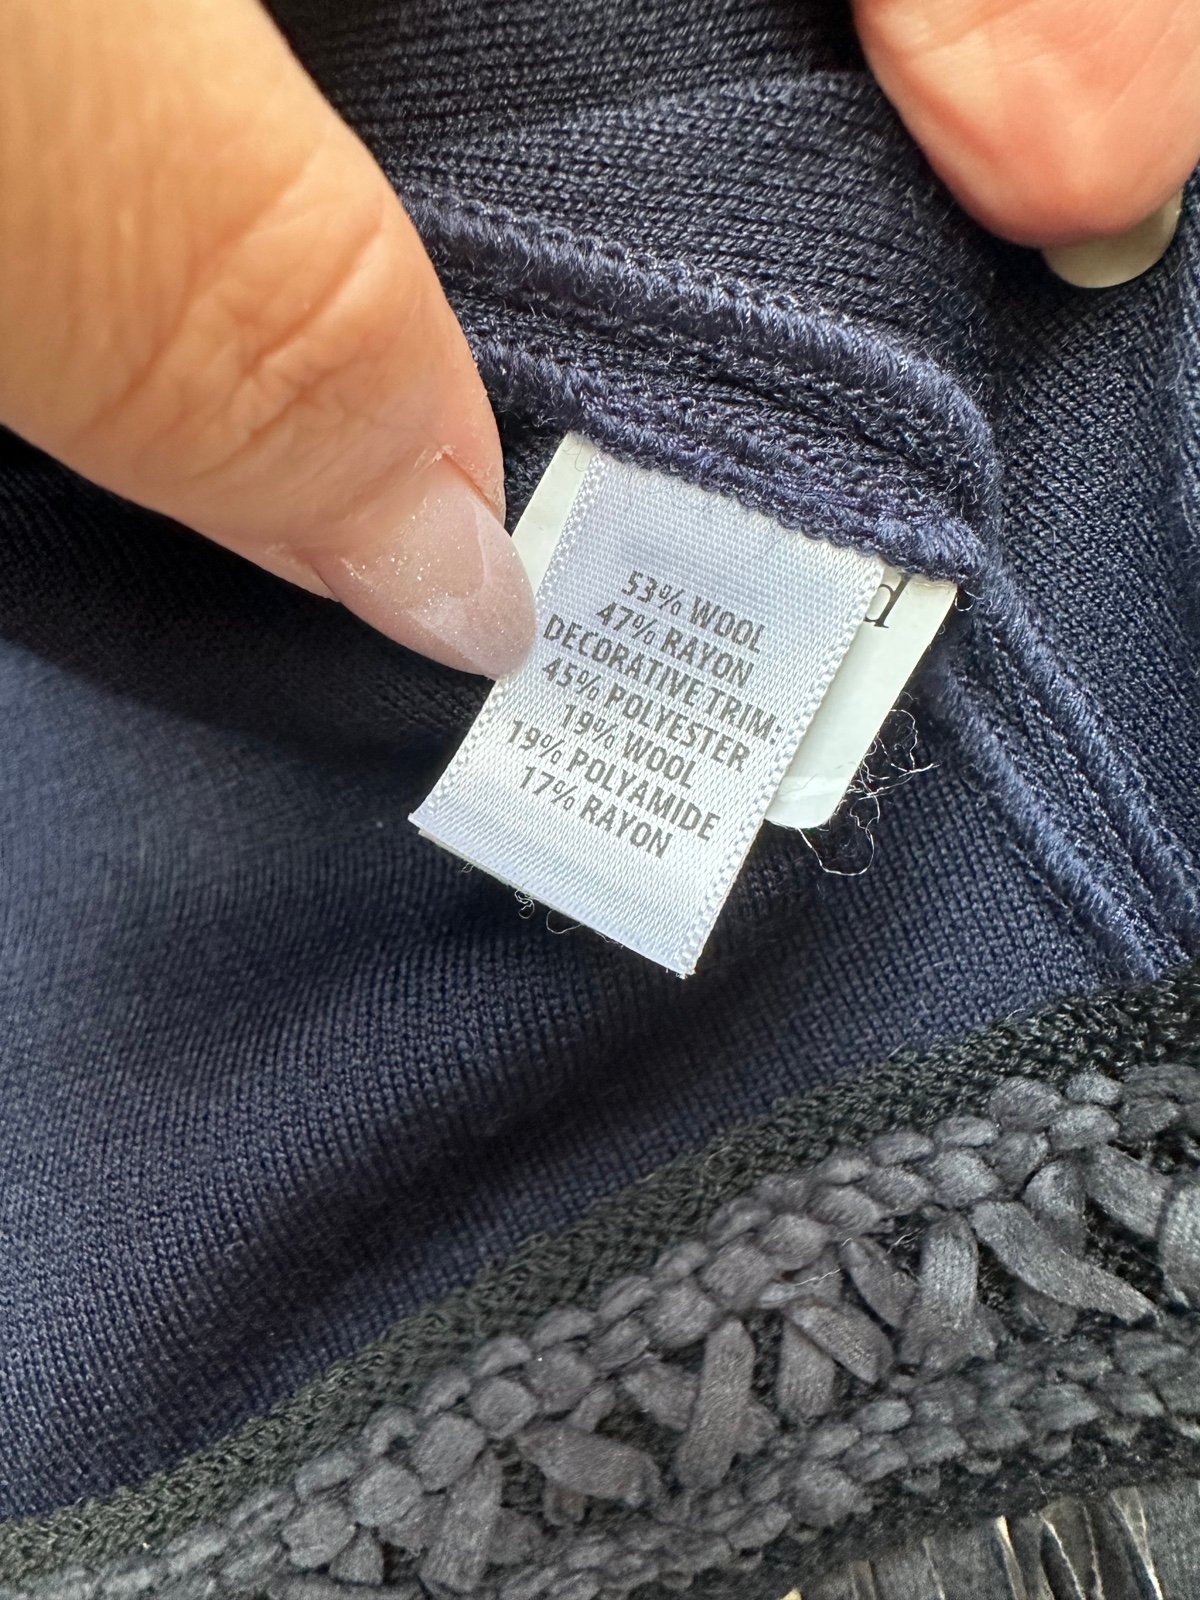 53% WOOL
47% RAYON
DECORATIVE TRIM:
45% POLYESTER
19% WOOL
19% POLYAMIDE
17% RAYON
d